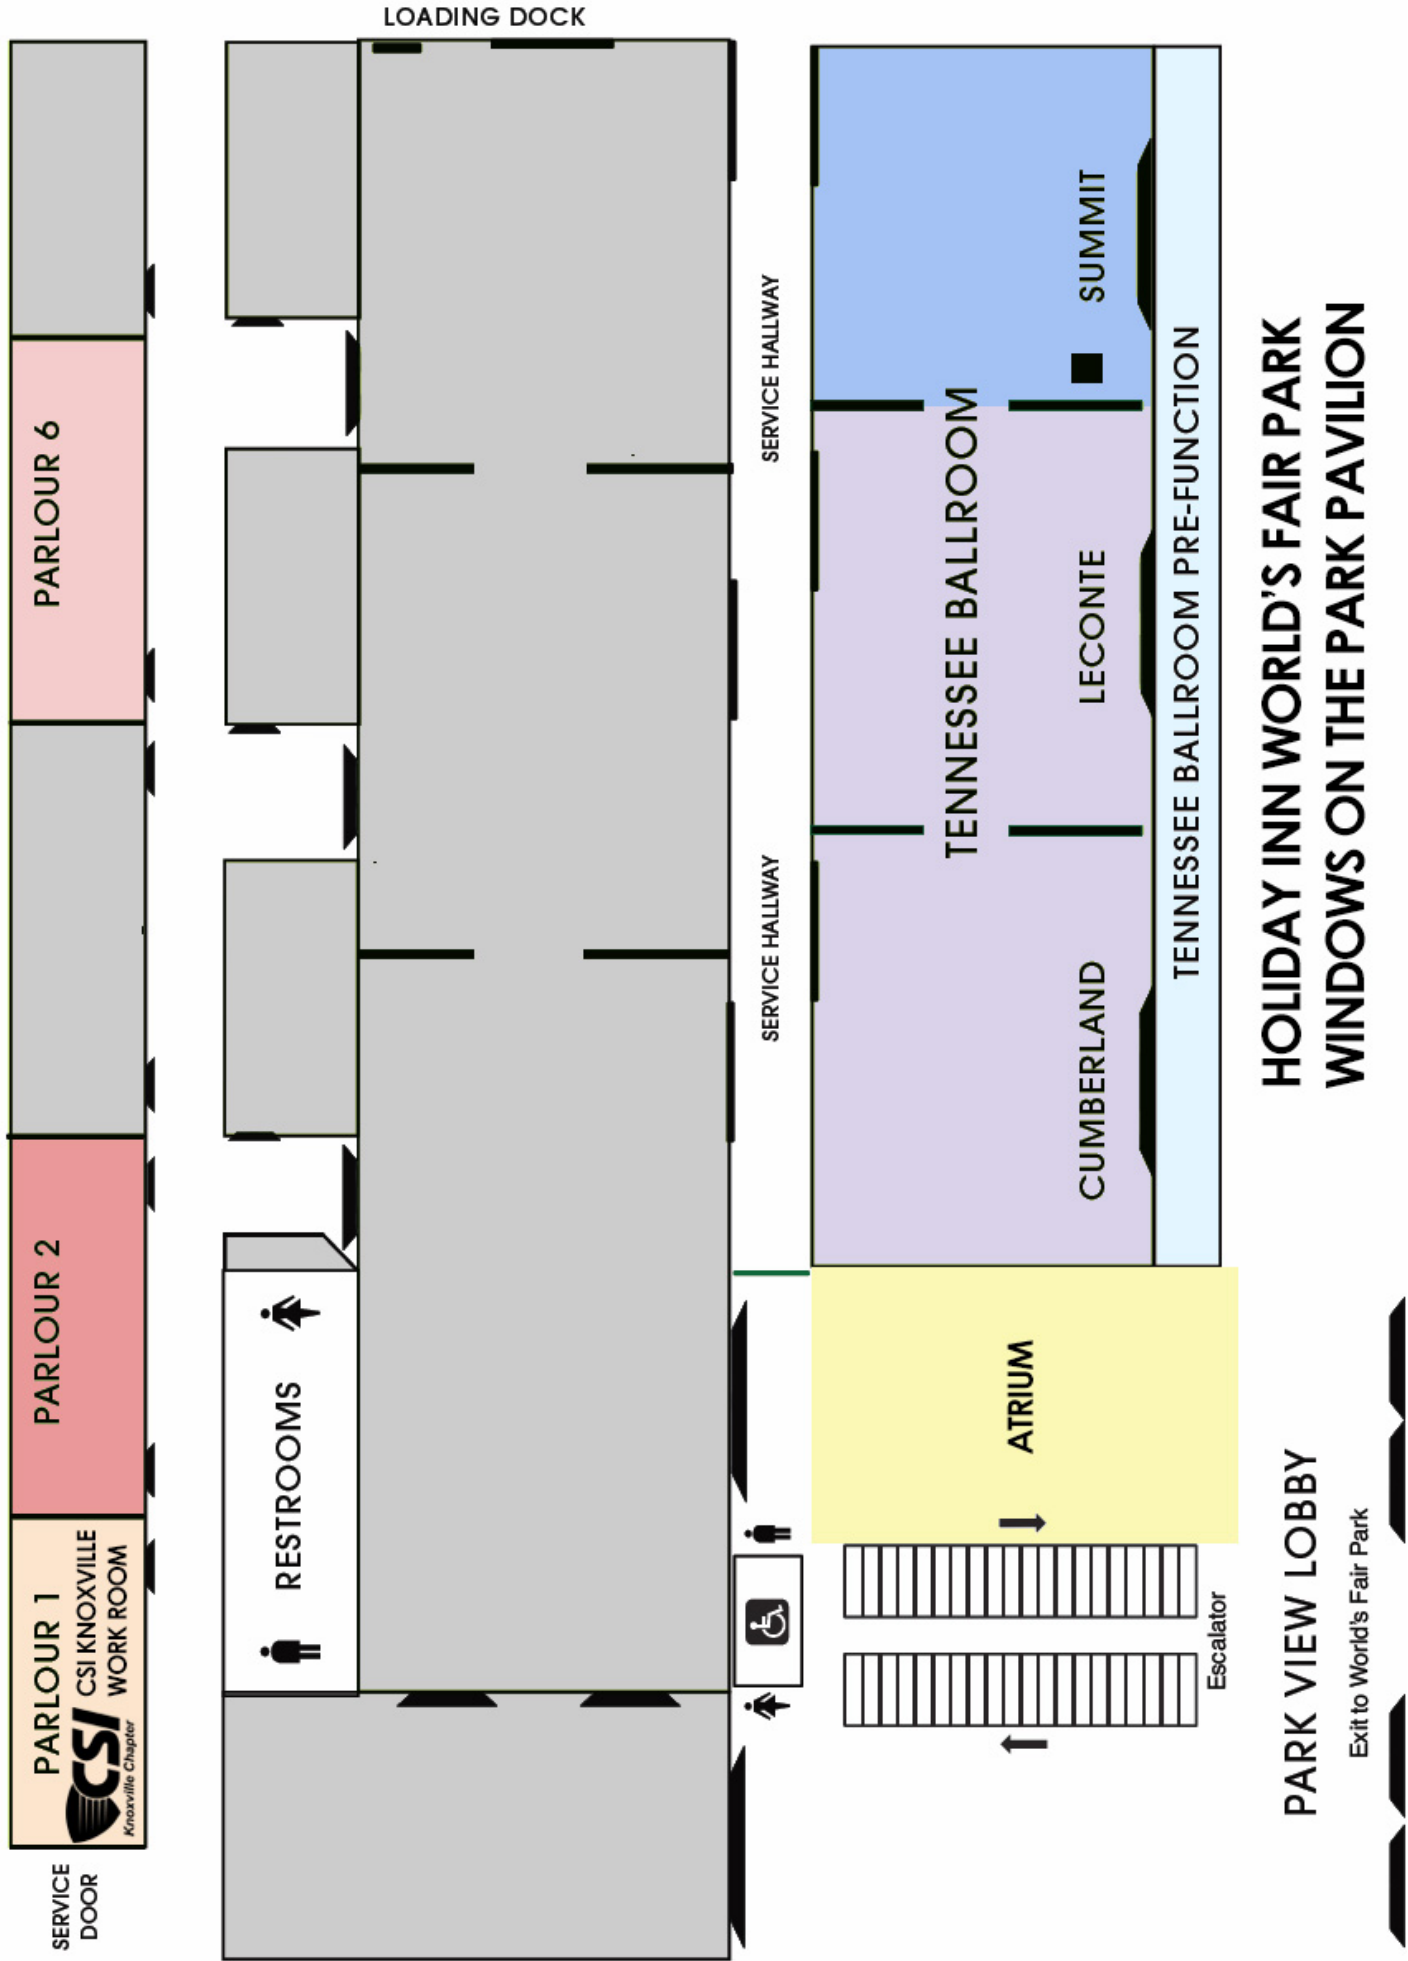 LOADING DOCK
PARLOUR 6
PARLOUR 2
PARLOUR 1
CSI KNOXVILLE
WORK ROOM
CSI
Knoxville Chapter
SERVICE
DOOR
RESTROOMS
SERVICE HALLWAY
SERVICE HALLWAY
TENNESSEE BALLROOM
SUMMIT
LECONTE
CUMBERLAND
TENNESSEE BALLROOM PRE-FUNCTION
ATRIUM
Escalator
PARK VIEW LOBBY
Exit to World's Fair Park
HOLIDAY INN WORLD'S FAIR PARK
WINDOWS ON THE PARK PAVILION